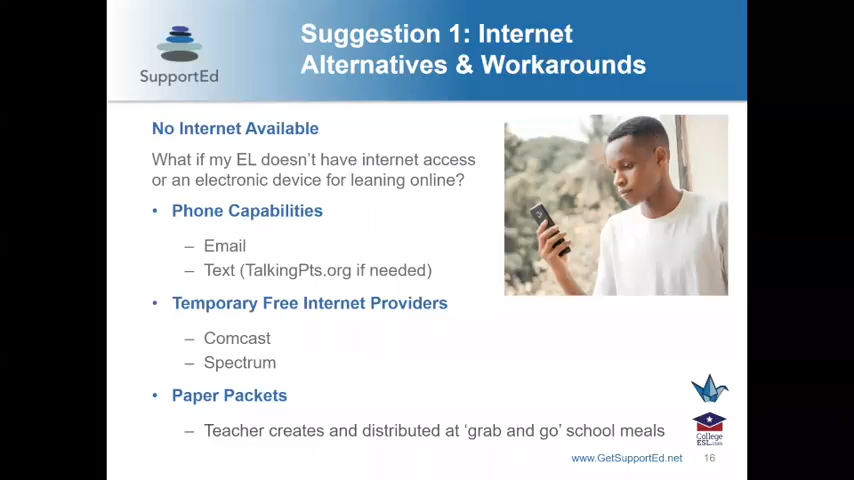 SupportEd
Suggestion 1: Internet
Alternatives & Workarounds
No Internet Available
What if my EL doesn't have internet access
or an electronic device for leaning online?
• Phone Capabilities
– Email
– Text (TalkingPts.org if needed)
• Temporary Free Internet Providers
– Comcast
– Spectrum
• Paper Packets
– Teacher creates and distributed at 'grab and go' school meals
College
ESL.com
www.GetSupportEd.net 16